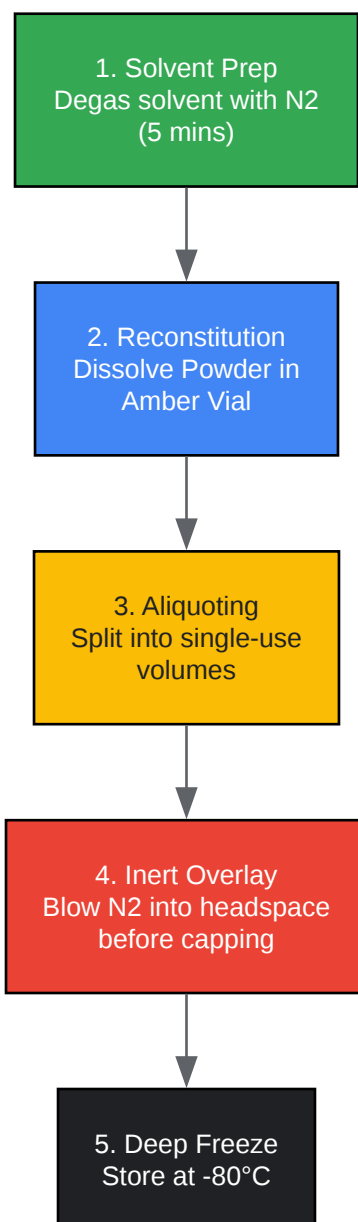 1. Solvent Prep
Degas solvent with N2
(5 mins)
2. Reconstitution
Dissolve Powder in
Amber Vial
3. Aliquoting
Split into single-use
volumes
4. Inert Overlay
Blow N2 into headspace
before capping
5. Deep Freeze
Store at -80°C